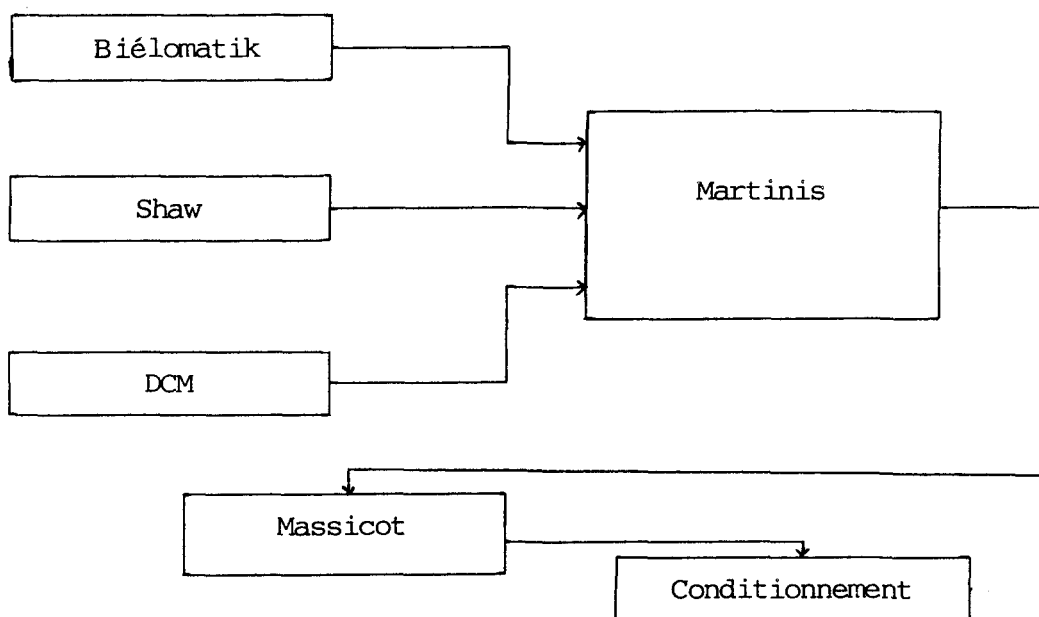 Biélomatik
Martinis
Shaw
DCM
Massicot
Conditionnement